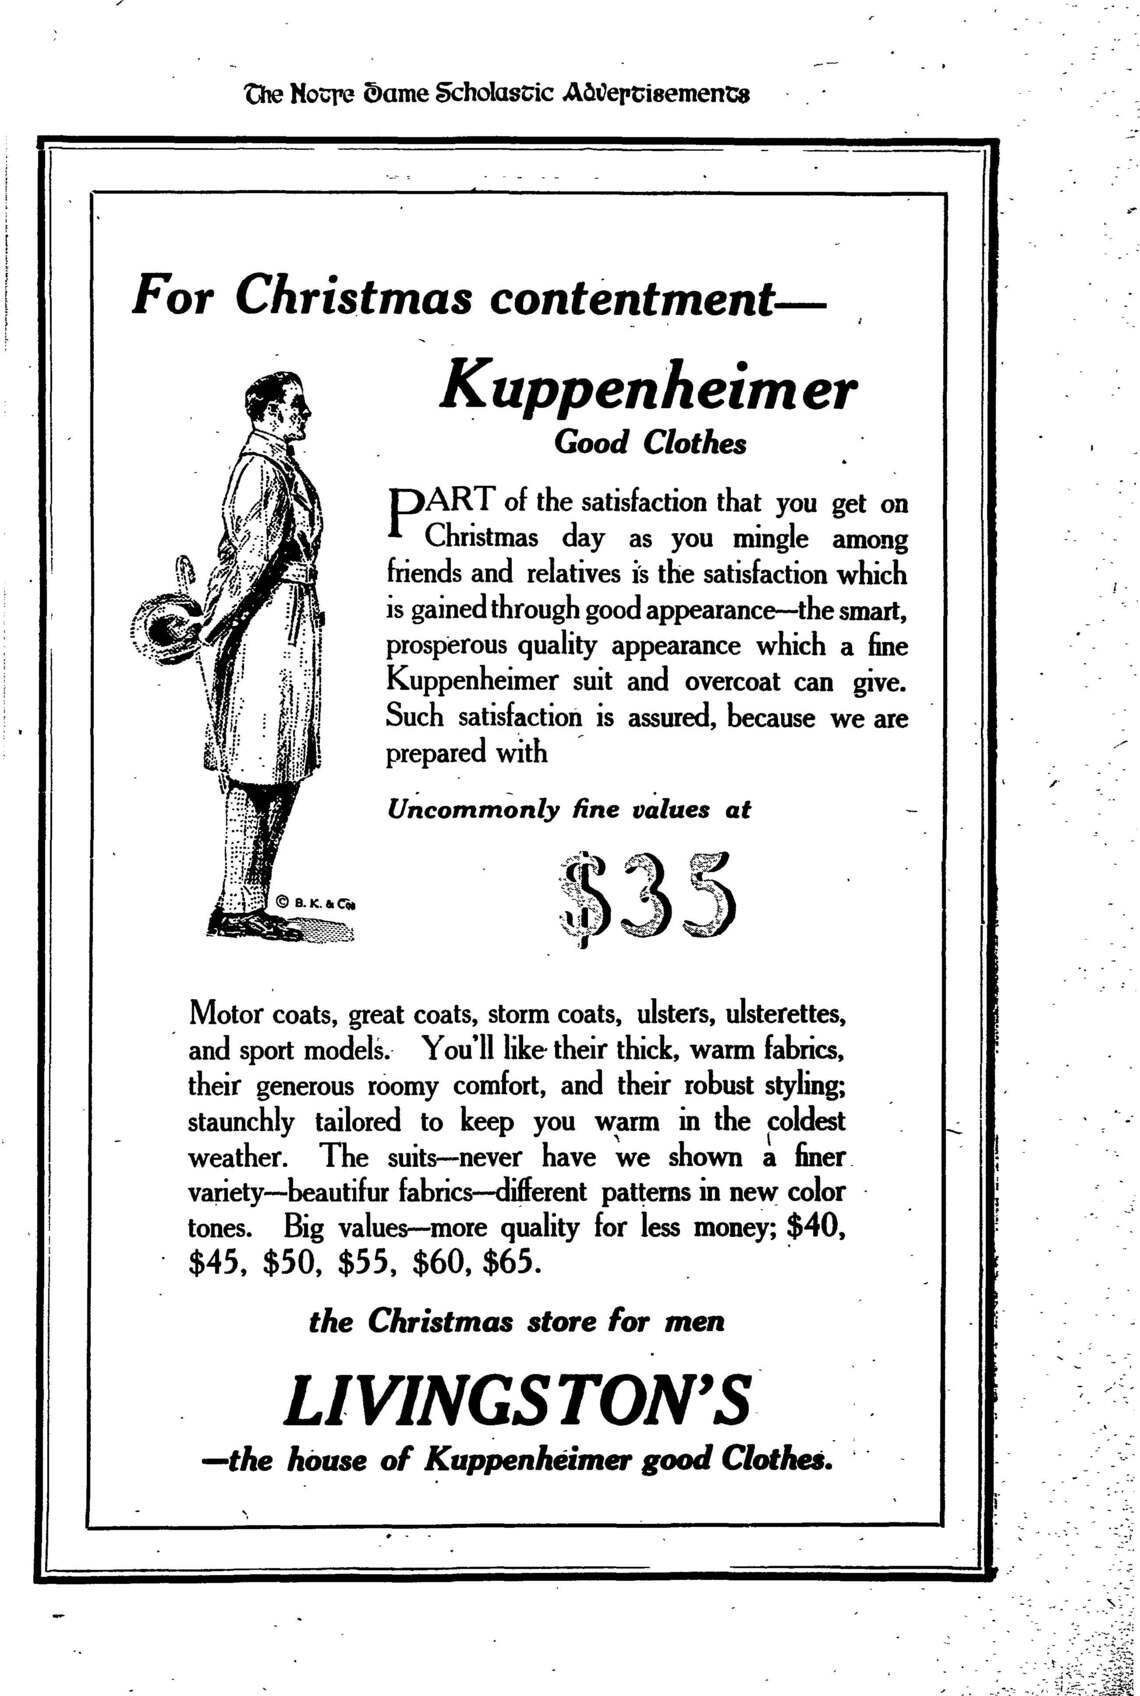 The Notre Dame Scholastic Advertisements
For Christmas contentment—
Kuppenheimer
Good Clothes
PART of the satisfaction that you get on
Christmas day as you mingle among
friends and relatives is the satisfaction which
is gained through good appearance—the smart,
prosperous quality appearance which a fine
Kuppenheimer suit and overcoat can give.
Such satisfaction is assured, because we are
prepared with
Uncommonly fine values at
$35
© B. K. & Co.
Motor coats, great coats, storm coats, ulsters, ulsterettes,
and sport models. You'll like their thick, warm fabrics,
their generous roomy comfort, and their robust styling;
staunchly tailored to keep you warm in the coldest
weather. The suits—never have we shown a finer
variety—beautifur fabrics—different patterns in new color
tones. Big values—more quality for less money; $40,
$45, $50, $55, $60, $65.
the Christmas store for men
LIVINGSTON'S
—the house of Kuppenheimer good Clothes.